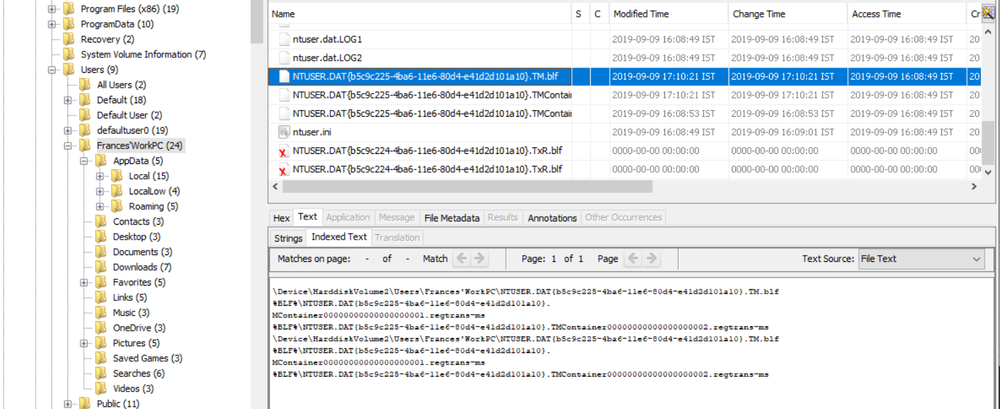 Program Files (x86) (19)
ProgramData (10)
Recovery (2)
System Volume Information (7)
Users (9)
All Users (2)
Default (18)
Default User (2)
defaultuser0 (19)
Frances'WorkPC (24)
AppData (5)
Local (15)
LocalLow (4)
Roaming (5)
Contacts (3)
Desktop (3)
Documents (3)
Downloads (7)
Favorites (5)
Links (5)
Music (3)
OneDrive (3)
Pictures (5)
Saved Games (3)
Searches (6)
Videos (3)
Public (11)
Name S C Modified Time Change Time Access Time Cr
ntuser.dat.LOG1 2019-09-09 16:08:49 IST 2019-09-09 16:08:49 IST 2019-09-09 16:08:49 IST 20
ntuser.dat.LOG2 2019-09-09 16:08:49 IST 2019-09-09 16:08:49 IST 2019-09-09 16:08:49 IST 20
NTUSER.DAT{b5c9c225-4ba6-11e6-80d4-e41d2d101a10}.TM.blf 2019-09-09 17:10:21 IST 2019-09-09 17:10:21 IST 2019-09-09 16:08:49 IST 20
NTUSER.DAT{b5c9c225-4ba6-11e6-80d4-e41d2d101a10}.TMContai 2019-09-09 17:10:21 IST 2019-09-09 17:10:21 IST 2019-09-09 16:08:49 IST 20
NTUSER.DAT{b5c9c225-4ba6-11e6-80d4-e41d2d101a10}.TMContai 2019-09-09 16:08:53 IST 2019-09-09 16:08:53 IST 2019-09-09 16:08:49 IST 20
ntuser.ini 2019-09-09 16:08:49 IST 2019-09-09 16:09:01 IST 2019-09-09 16:08:49 IST 20
NTUSER.DAT{b5c9c224-4ba6-11e6-80d4-e41d2d101a10}.TxR.blf 0000-00-00 00:00:00 0000-00-00 00:00:00 0000-00-00 00:00:00 00
NTUSER.DAT{b5c9c224-4ba6-11e6-80d4-e41d2d101a10}.TxR.blf 0000-00-00 00:00:00 0000-00-00 00:00:00 0000-00-00 00:00:00 00
Hex Text Application Message File Metadata Results Annotations Other Occurrences
Strings Indexed Text Translation
Matches on page: - of - Match Page: 1 of 1 Page Text Source: File Text
\Device\HarddiskVolume2\Users\Frances'WorkPC\NTUSER.DAT{b5c9c225-4ba6-11e6-80d4-e41d2d101a10}.TM.blf
%BLF%\NTUSER.DAT{b5c9c225-4ba6-11e6-80d4-e41d2d101a10}.
MContainer00000000000000000001.regtrans-ms
%BLF%\NTUSER.DAT{b5c9c225-4ba6-11e6-80d4-e41d2d101a10}.TMContainer00000000000000000002.regtrans-ms
\Device\HarddiskVolume2\Users\Frances'WorkPC\NTUSER.DAT{b5c9c225-4ba6-11e6-80d4-e41d2d101a10}.TM.blf
%BLF%\NTUSER.DAT{b5c9c225-4ba6-11e6-80d4-e41d2d101a10}.
MContainer00000000000000000001.regtrans-ms
%BLF%\NTUSER.DAT{b5c9c225-4ba6-11e6-80d4-e41d2d101a10}.TMContainer00000000000000000002.regtrans-ms